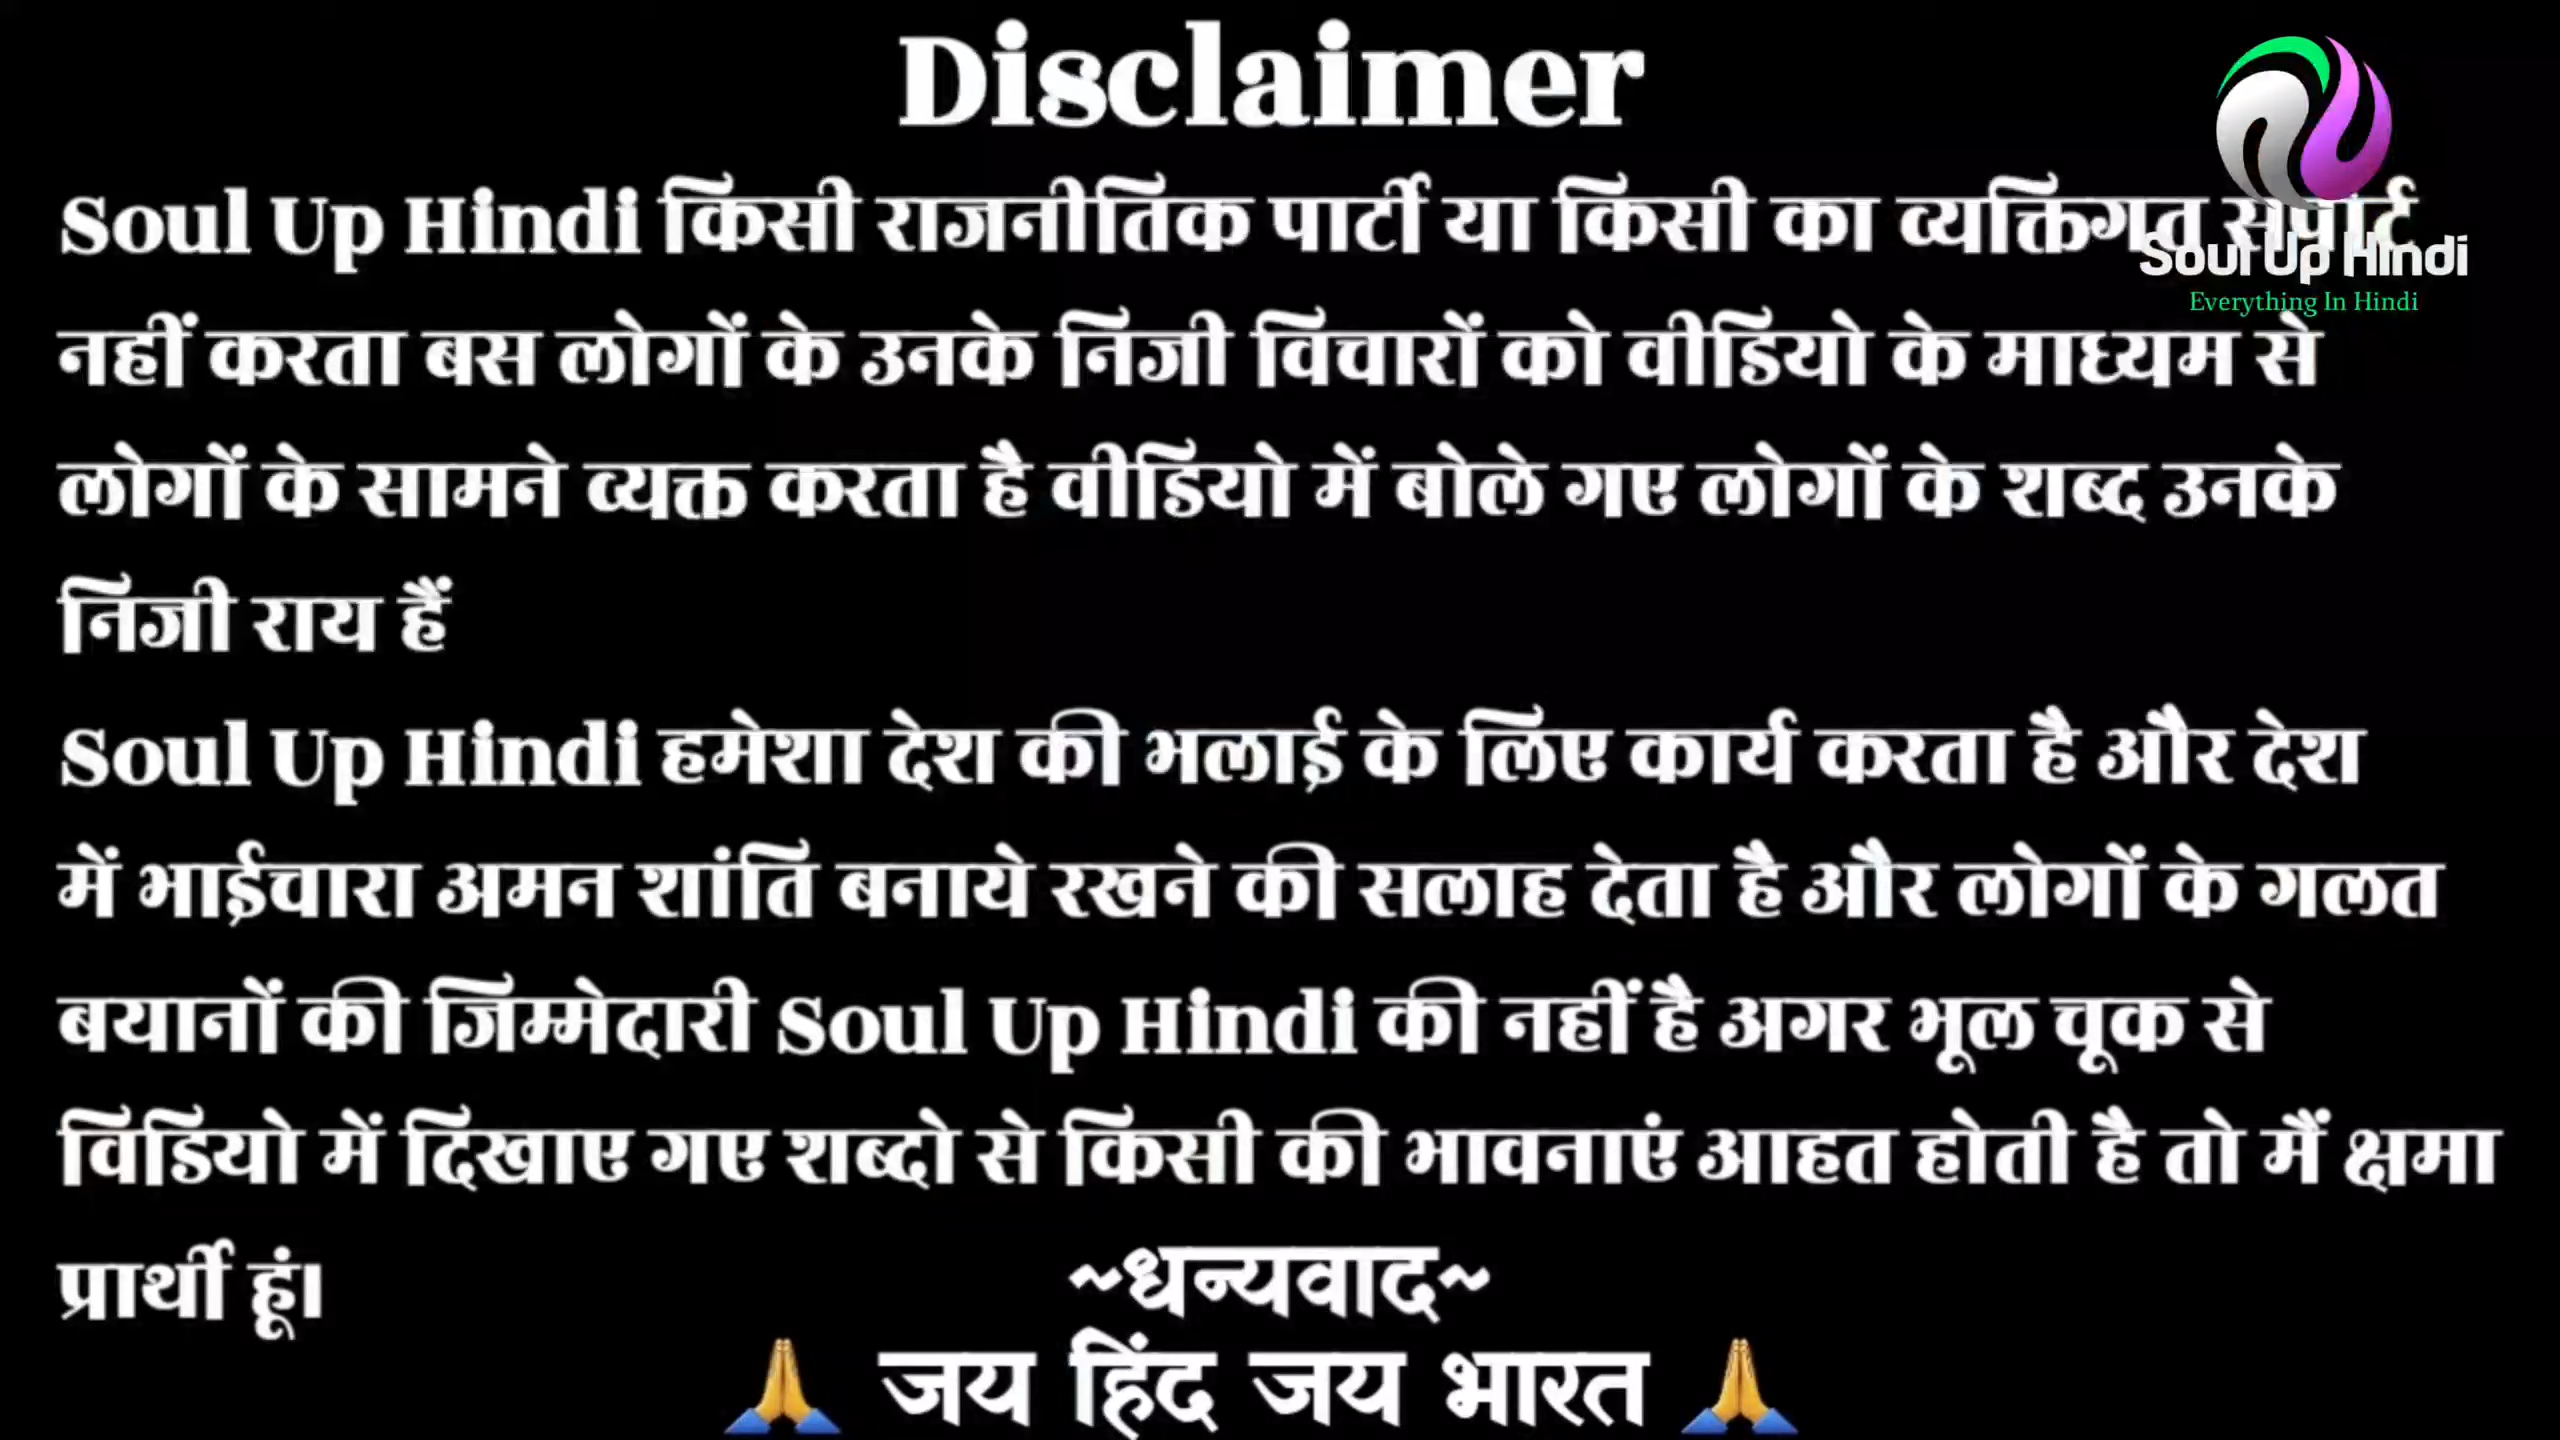 Disclaimer
Soul Up Hindi किसी राजनीतिक पार्टी या किसी का व्यक्तिगत सपोर्ट
Soul Up Hindi
Everything In Hindi
नहीं करता बस लोगों के उनके निजी विचारों को वीडियो के माध्यम से
लोगों के सामने व्यक्त करता है वीडियो में बोले गए लोगों के शब्द उनके
निजी राय हैं
Soul Up Hindi हमेशा देश की भलाई के लिए कार्य करता है और देश
में भाईचारा अमन शांति बनाये रखने की सलाह देता है और लोगों के गलत
बयानों की जिम्मेदारी Soul Up Hindi की नहीं है अगर भूल चूक से
विडियो में दिखाए गए शब्दो से किसी की भावनाएं आहत होती है तो मैं क्षमा
प्रार्थी हूं।
~धन्यवाद~
🙏 जय हिंद जय भारत 🙏